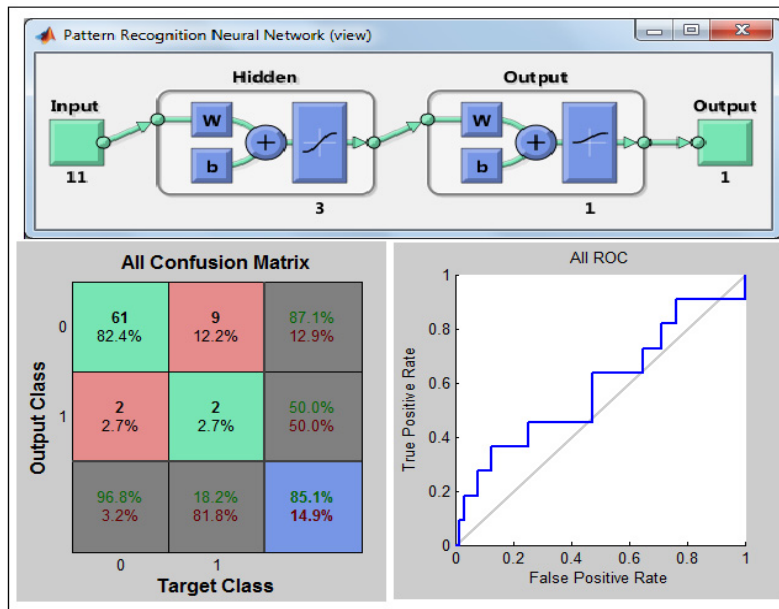 Pattern Recognition Neural Network (view)
Hidden
Output
Input
Output
W
b
+
W
b
+
11
3
1
1
All Confusion Matrix
0
61
82.4%
9
12.2%
87.1%
12.9%
1
2
2.7%
2
2.7%
50.0%
50.0%
96.8%
3.2%
18.2%
81.8%
85.1%
14.9%
0
1
Output Class
Target Class
All ROC
1
0.8
0.6
0.4
0.2
0
0
0.2
0.4
0.6
0.8
1
True Positive Rate
False Positive Rate